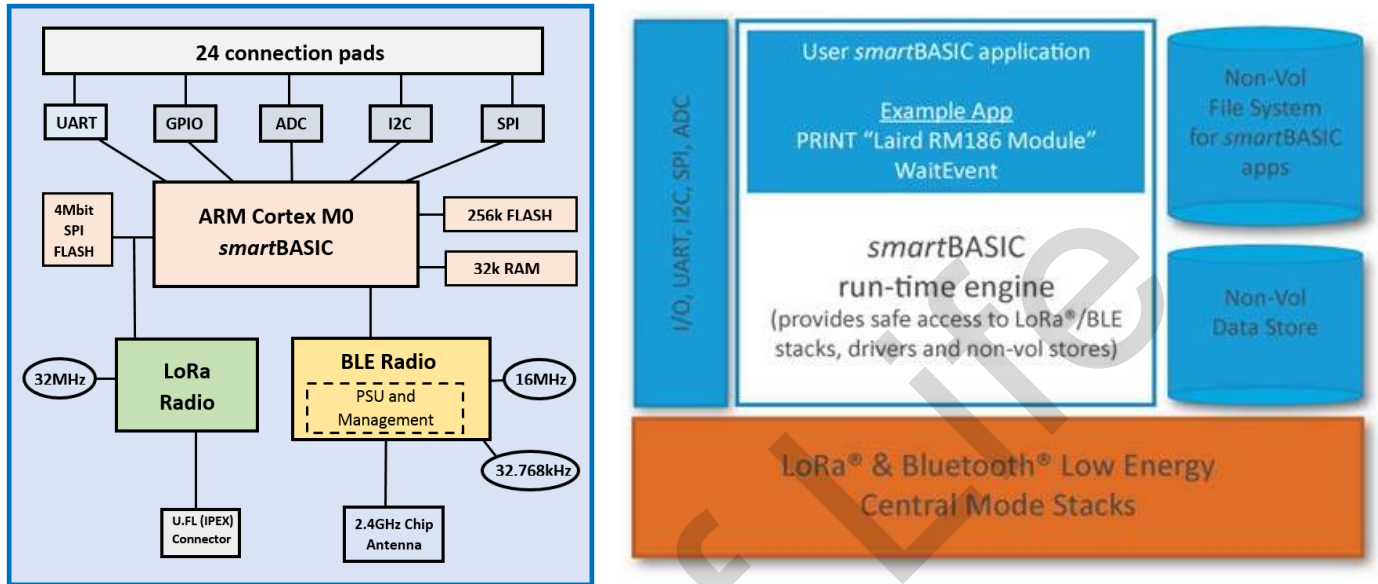 24 connection pads
UART
GPIO
ADC
I2C
SPI
4Mbit
SPI
FLASH
ARM Cortex M0
smartBASIC
256k FLASH
32k RAM
32MHz
LoRa
Radio
BLE Radio
PSU and
Management
16MHz
32.768kHz
U.FL (IPEX)
Connector
2.4GHz Chip
Antenna
I/O, UART, I2C, SPI, ADC
User smartBASIC application
Example App
PRINT “Laird RM186 Module”
WaitEvent
smartBASIC
run-time engine
(provides safe access to LoRa®/BLE
stacks, drivers and non-vol stores)
Non-Vol
File System
for smartBASIC
apps
Non-Vol
Data Store
LoRa® & Bluetooth® Low Energy
Central Mode Stacks
f Life